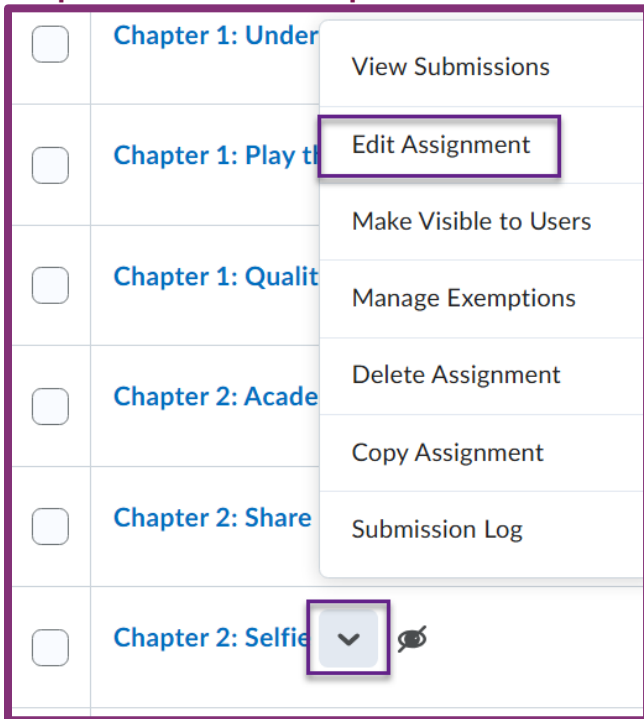 Chapter 1: Under
View Submissions
Edit Assignment
Chapter 1: Play th
Make Visible to Users
Chapter 1: Qualit
Manage Exemptions
Delete Assignment
Chapter 2: Acade
Copy Assignment
Chapter 2: Share
Submission Log
Chapter 2: Selfie